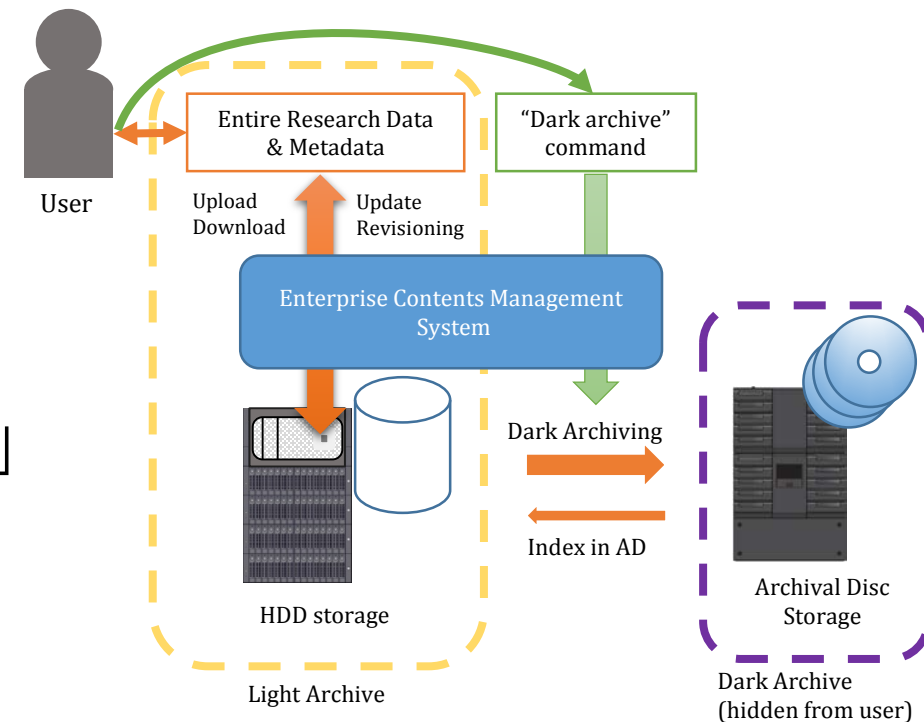 Entire Research Data
& Metadata
“Dark archive”
command
User
Upload
Download
Update
Revisioning
Enterprise Contents Management
System
Dark Archiving
Index in AD
HDD storage
Archival Disc
Storage
Light Archive
Dark Archive
(hidden from user)